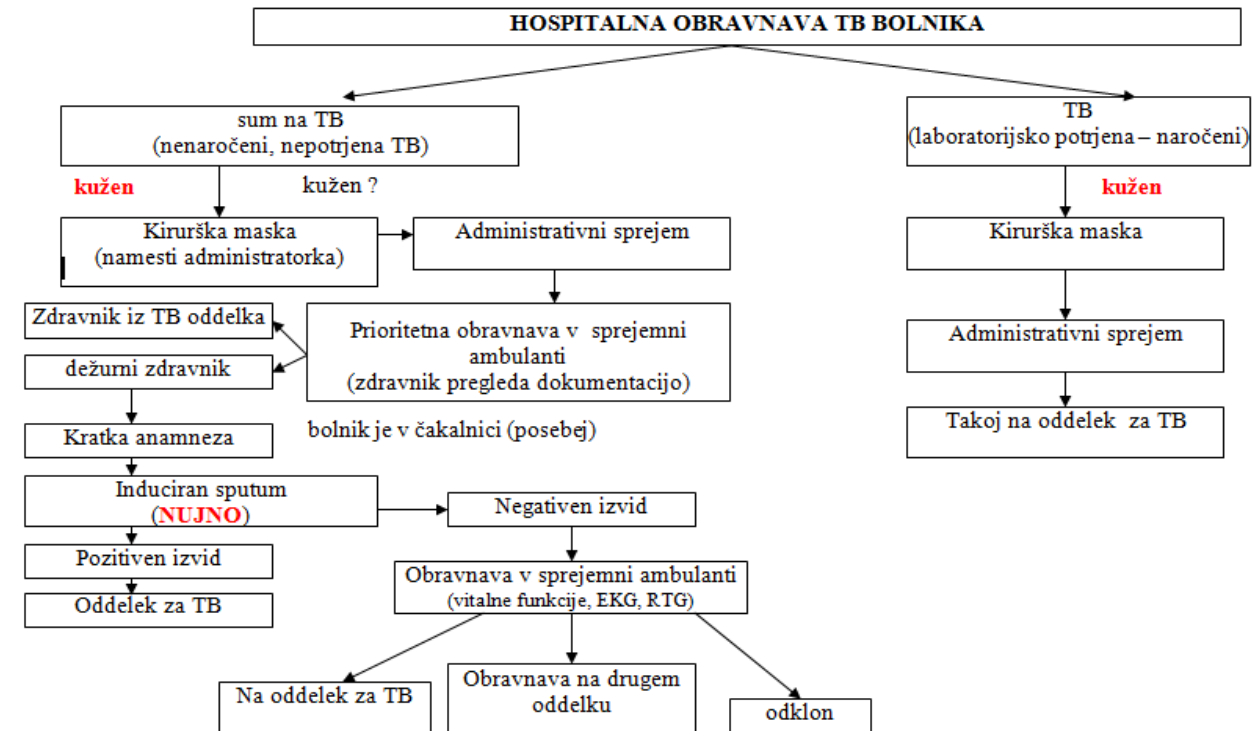 HOSPITALNA OBRAVNAVA TB BOLNIKA
sum na TB
(nenaročeni, nepotrjena TB)
kužen
kužen ?
Kirurška maska
(namesti administratorka)
Administrativni sprejem
Prioritetna obravnava v sprejemni
ambulanti
(zdravnik pregleda dokumentacijo)
Zdravnik iz TB oddelka
dežurni zdravnik
bolnik je v čakalnici (posebej)
Kratka anamneza
Induciran sputum
(NUJNO)
Pozitiven izvid
Oddelek za TB
Negativen izvid
Obravnava v sprejemni ambulanti
(vitalne funkcije, EKG, RTG)
Na oddelek za TB
Obravnava na drugem
oddelku
odklon
TB
(laboratorijsko potrjena – naročeni)
kužen
Kirurška maska
Administrativni sprejem
Takoj na oddelek za TB